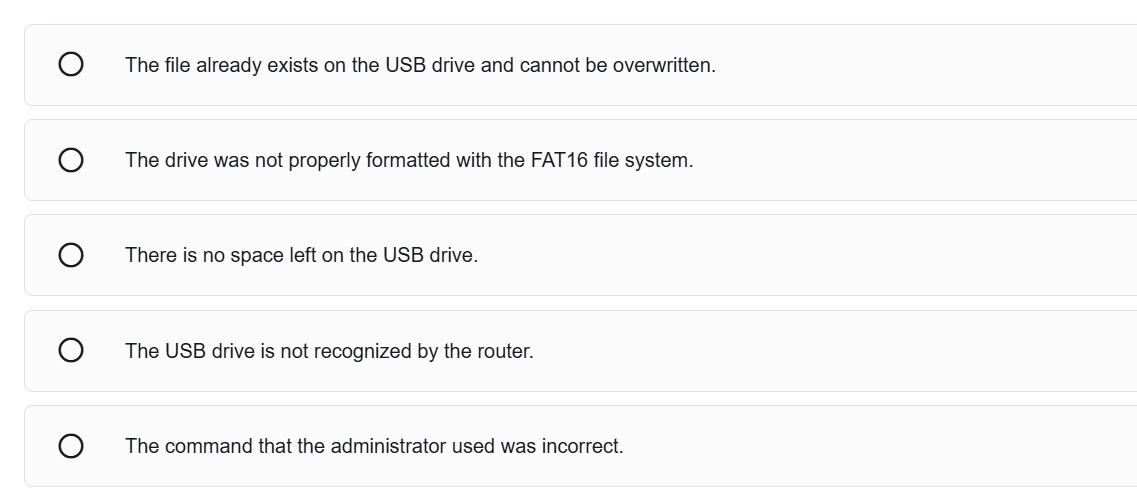 The file already exists on the USB drive and cannot be overwritten.
The drive was not properly formatted with the FAT16 file system.
There is no space left on the USB drive.
The USB drive is not recognized by the router.
The command that the administrator used was incorrect.